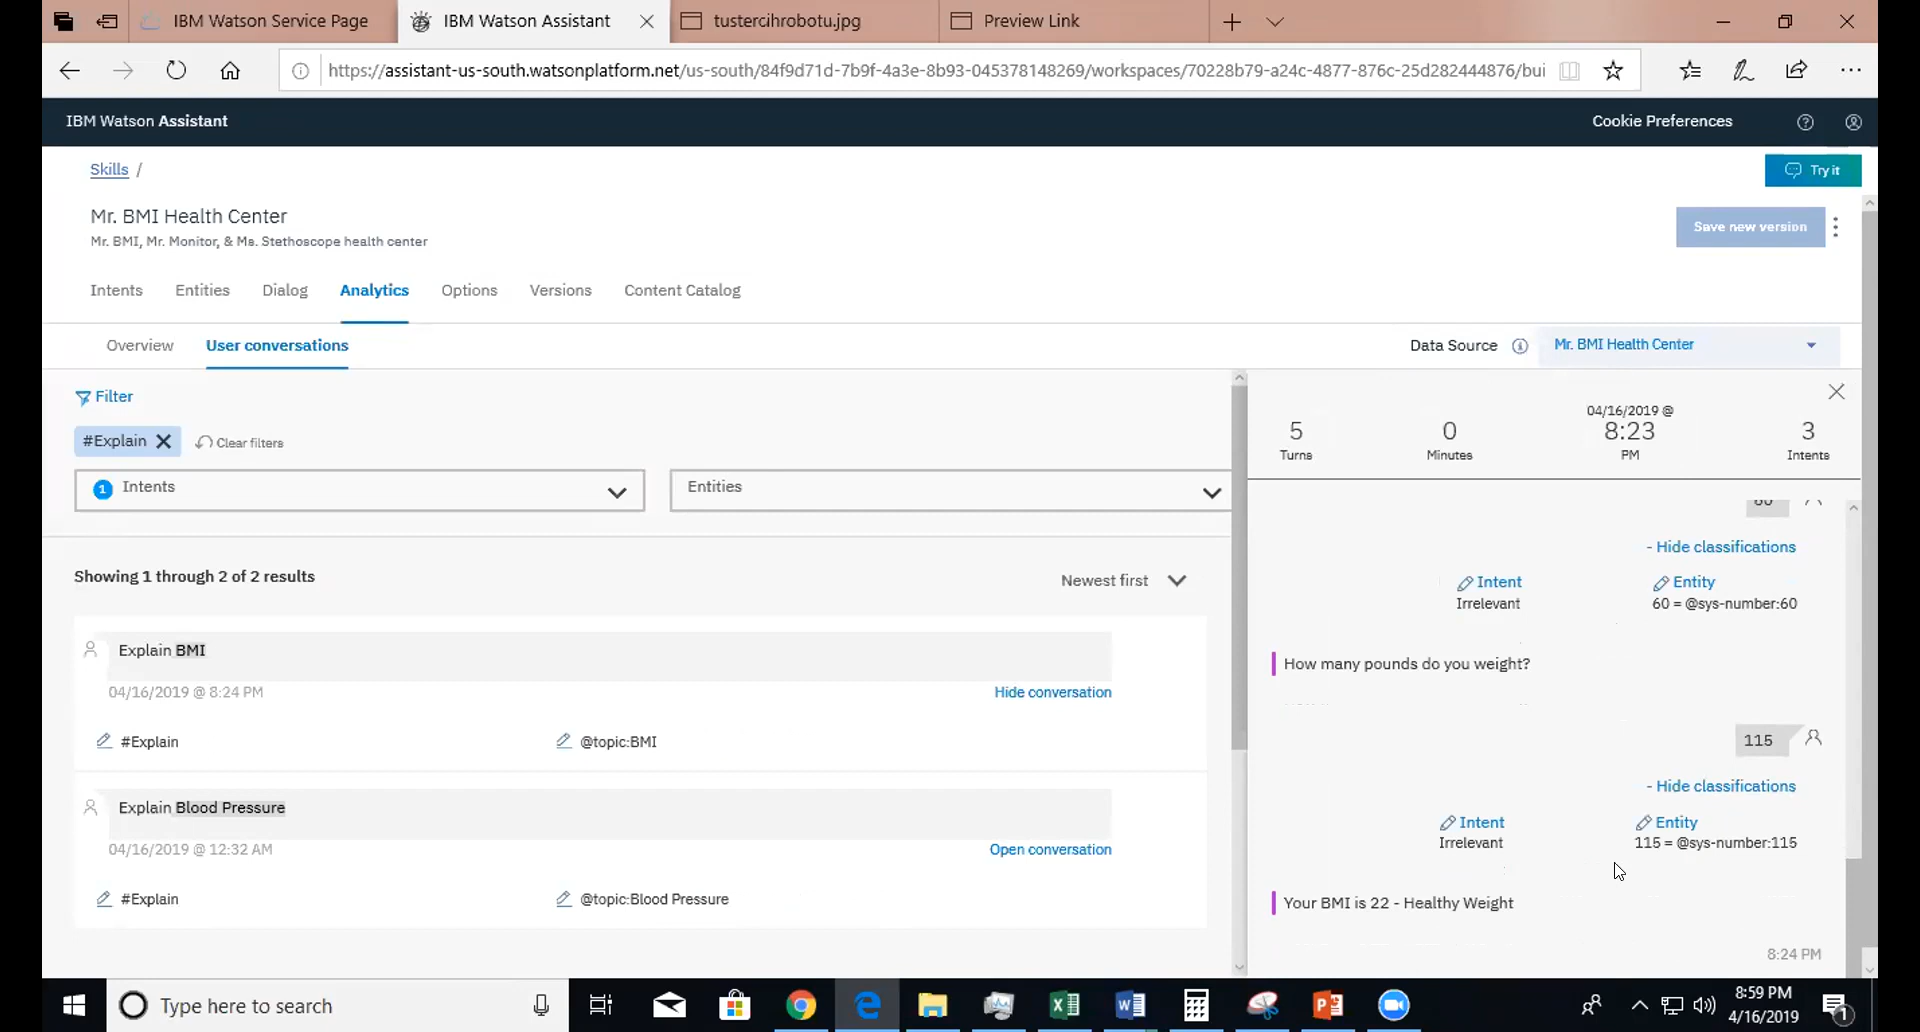 IBM Watson Service Page
IBM Watson Assistant
tustercihrobotu.jpg
Preview Link
https://assistant-us-south.watsonplatform.net/us-south/84f9d71d-7b9f-4a3e-8b93-045378148269/workspaces/70228b79-a24c-4877-876c-25d282444876/bui
IBM Watson Assistant
Cookie Preferences
Skills /
Try it
Mr. BMI Health Center
Mr. BMI, Mr. Monitor, & Ms. Stethoscope health center
Save new version
Intents Entities Dialog Analytics Options Versions Content Catalog
Overview User conversations
Data Source
Mr. BMI Health Center
Filter
#Explain
Clear filters
1 Intents
Entities
Showing 1 through 2 of 2 results
Newest first
Explain BMI
04/16/2019 @ 8:24 PM
Hide conversation
#Explain
@topic:BMI
Explain Blood Pressure
04/16/2019 @ 12:32 AM
Open conversation
#Explain
@topic:Blood Pressure
5
Turns
0
Minutes
04/16/2019 @
8:23
PM
3
Intents
60
- Hide classifications
Intent
Irrelevant
Entity
60 = @sys-number:60
How many pounds do you weight?
115
- Hide classifications
Intent
Irrelevant
Entity
115 = @sys-number:115
Your BMI is 22 - Healthy Weight
8:24 PM
Type here to search
8:59 PM
4/16/2019
1